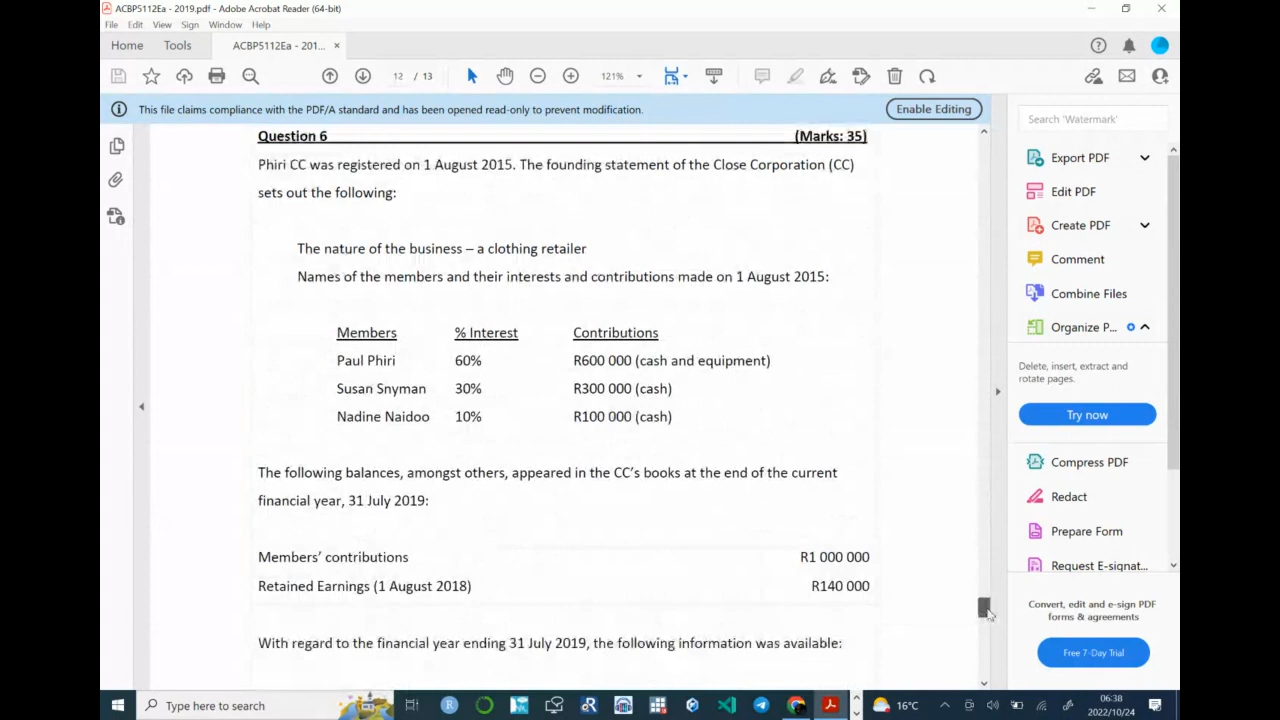 ACBP5112Ea - 2019.pdf - Adobe Acrobat Reader (64-bit)
File Edit View Sign Window Help
Home Tools ACBP5112Ea - 201... ×
12 / 13 121%
This file claims compliance with the PDF/A standard and has been opened read-only to prevent modification. Enable Editing
Question 6 (Marks: 35)
Phiri CC was registered on 1 August 2015. The founding statement of the Close Corporation (CC)
sets out the following:
The nature of the business – a clothing retailer
Names of the members and their interests and contributions made on 1 August 2015:
Members % Interest Contributions
Paul Phiri 60% R600 000 (cash and equipment)
Susan Snyman 30% R300 000 (cash)
Nadine Naidoo 10% R100 000 (cash)
The following balances, amongst others, appeared in the CC's books at the end of the current
financial year, 31 July 2019:
Members' contributions R1 000 000
Retained Earnings (1 August 2018) R140 000
With regard to the financial year ending 31 July 2019, the following information was available:
Search 'Watermark'
Export PDF
Edit PDF
Create PDF
Comment
Combine Files
Organize P...
Delete, insert, extract and
rotate pages.
Try now
Compress PDF
Redact
Prepare Form
Request E-signat...
Convert, edit and e-sign PDF
forms & agreements
Free 7-Day Trial
Type here to search
16°C
06:38
2022/10/24